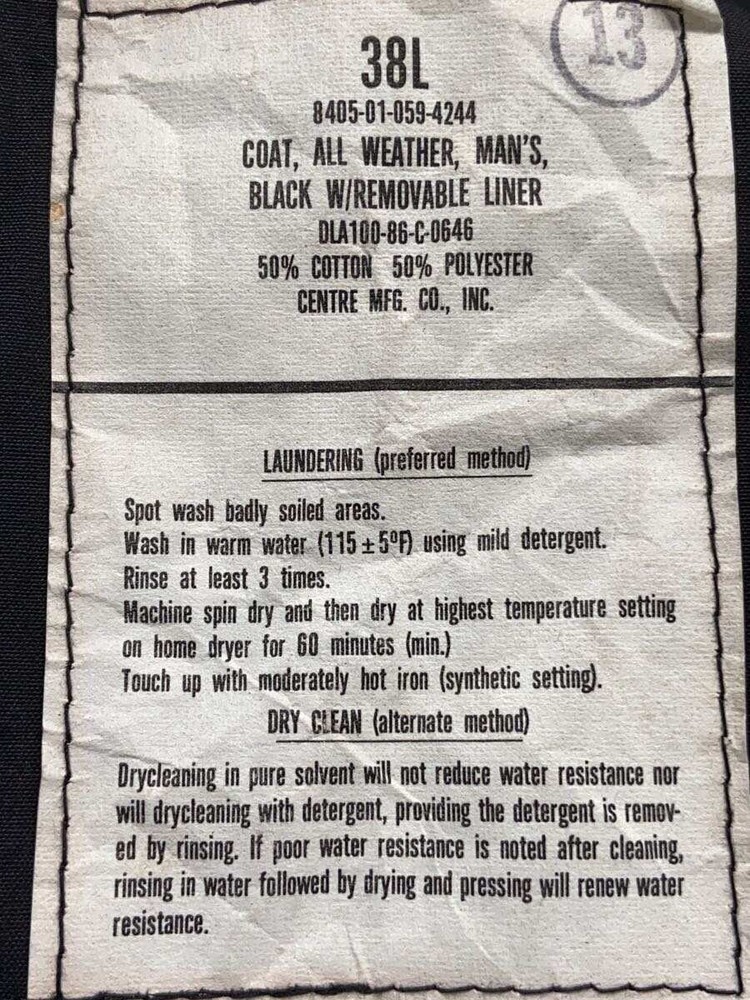 13
38L
8405-01-059-4244
COAT, ALL WEATHER, MAN'S,
BLACK W/REMOVABLE LINER
DLA100-86-C-0646
50% COTTON 50% POLYESTER
CENTRE MFG. CO., INC.
LAUNDERING (preferred method)
Spot wash badly soiled areas.
Wash in warm water (115±5ºF) using mild detergent.
Rinse at least 3 times.
Machine spin dry and then dry at highest temperature setting
on home dryer for 60 minutes (min.)
Touch up with moderately hot iron (synthetic setting).
DRY CLEAN (alternate method)
Drycleaning in pure solvent will not reduce water resistance nor
will drycleaning with detergent, providing the detergent is remov-
ed by rinsing. If poor water resistance is noted after cleaning,
rinsing in water followed by drying and pressing will renew water
resistance.